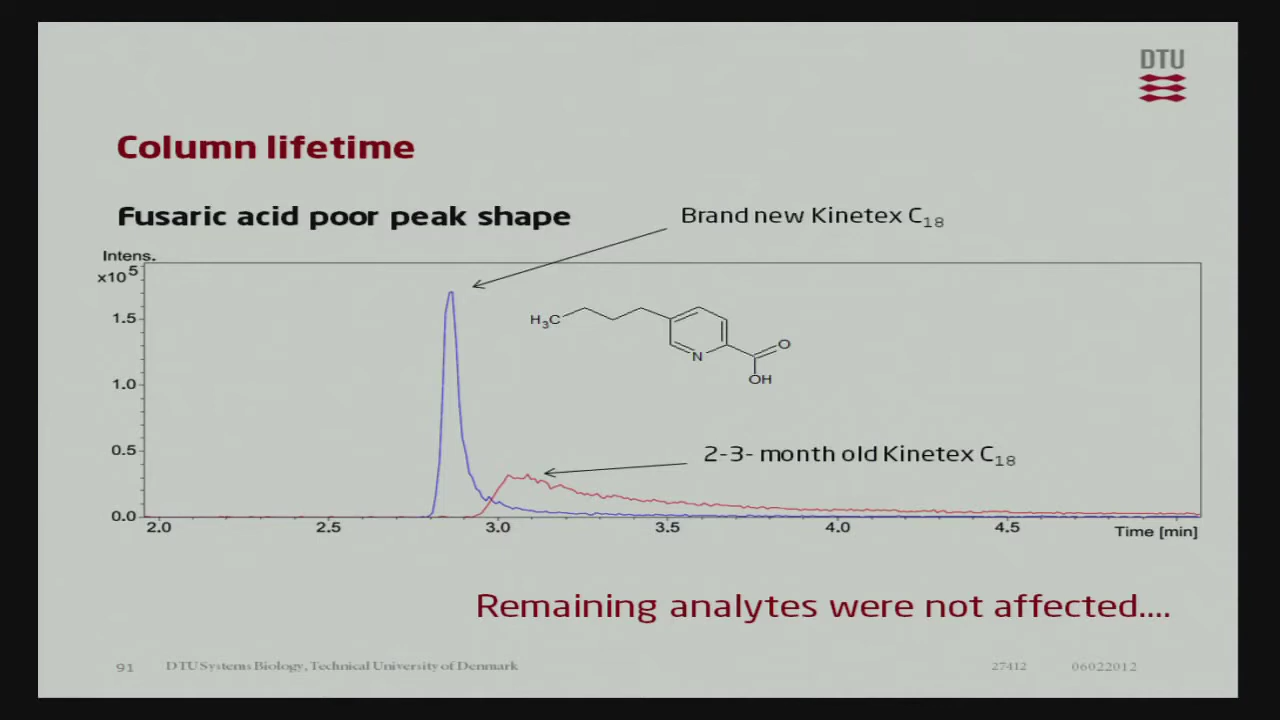 DTU
Column lifetime
Fusaric acid poor peak shape
Brand new Kinetex C18
Intens.
x10 5
1.5
1.0
0.5
0.0
H3C
N
O
OH
2-3- month old Kinetex C18
2.0 2.5 3.0 3.5 4.0 4.5
Time [min]
Remaining analytes were not affected....
91 DTU Systems Biology, Technical University of Denmark 27412 06022012